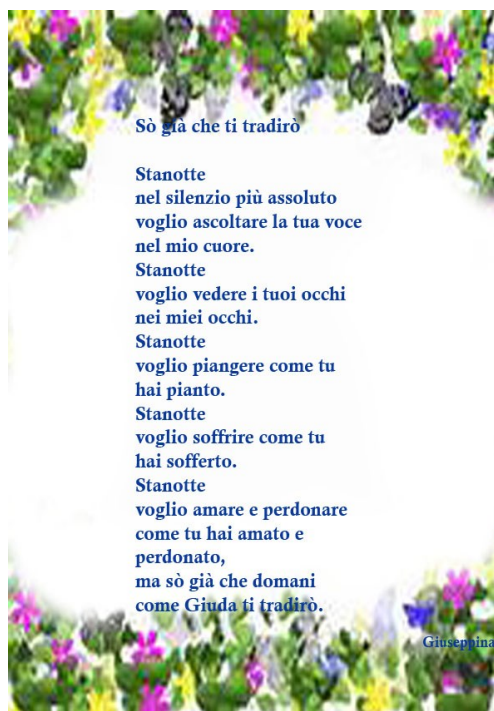 Sò già che ti tradirò
Stanotte
nel silenzio più assoluto
voglio ascoltare la tua voce
nel mio cuore.
Stanotte
voglio vedere i tuoi occhi
nei miei occhi.
Stanotte
voglio piangere come tu
hai pianto.
Stanotte
voglio soffrire come tu
hai sofferto.
Stanotte
voglio amare e perdonare
come tu hai amato e
perdonato,
ma sò già che domani
come Giuda ti tradirò.
Giuseppina